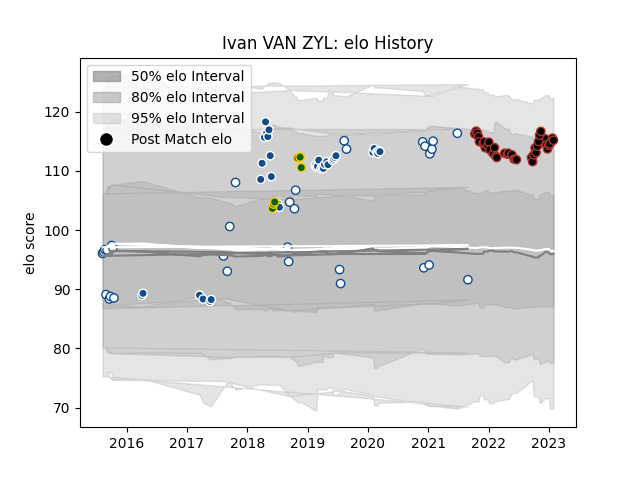 Ivan VAN ZYL: elo History
50% elo Interval
80% elo Interval
95% elo Interval
Post Match elo
elo score
120
110
100
90
80
70
2016 2017 2018 2019 2020 2021 2022 2023